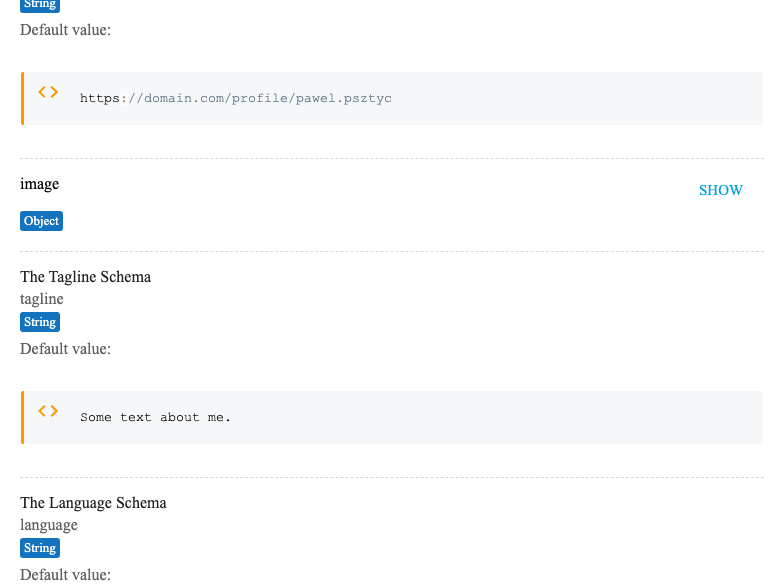 String
Default value:
https://domain.com/profile/pawel.psztyc
image
SHOW
Object
The Tagline Schema
tagline
String
Default value:
Some text about me.
The Language Schema
language
String
Default value: